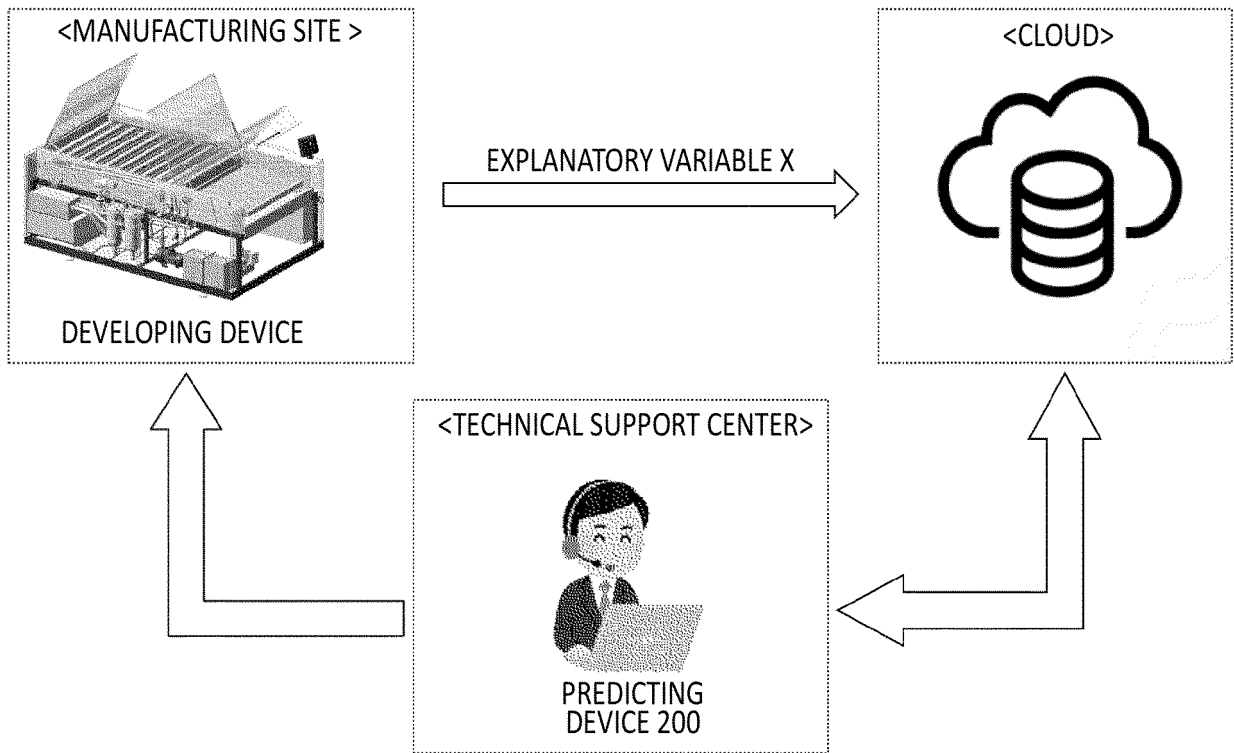 <MANUFACTURING SITE >
<CLOUD>
EXPLANATORY VARIABLE X
DEVELOPING DEVICE
<TECHNICAL SUPPORT CENTER>
PREDICTING
DEVICE 200